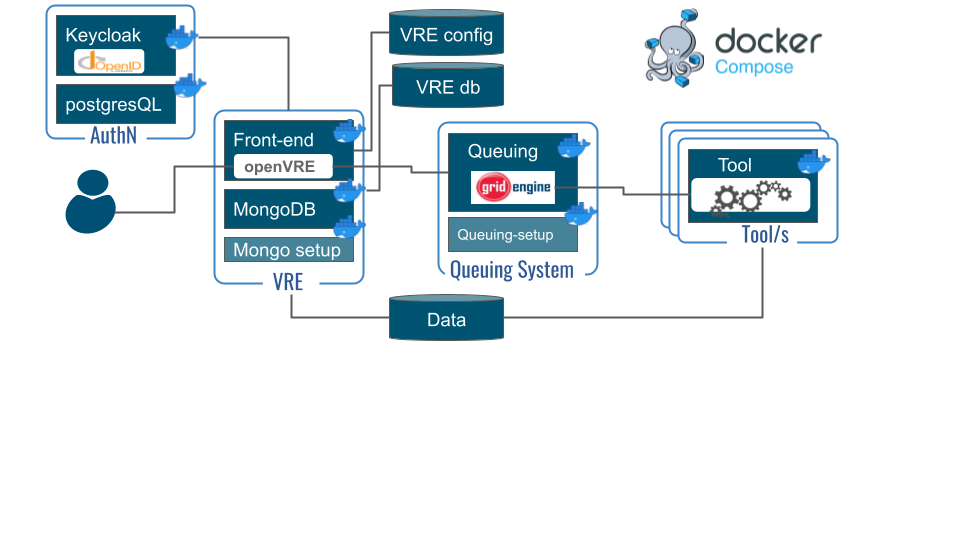 Keycloak
OpenID
postgresQL
AuthN
VRE config
VRE db
docker
Compose
Front-end
openVRE
MongoDB
Mongo setup
VRE
Queuing
grid engine
Queuing-setup
Queuing System
Tool
Tool/s
Data